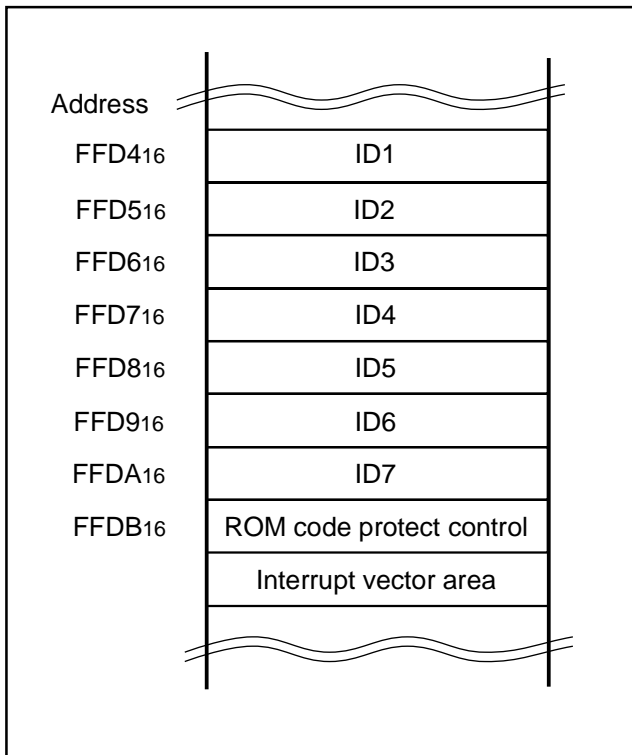 Address
FFD416 ID1
FFD516 ID2
FFD616 ID3
FFD716 ID4
FFD816 ID5
FFD916 ID6
FFDA16 ID7
FFDB16 ROM code protect control
Interrupt vector area